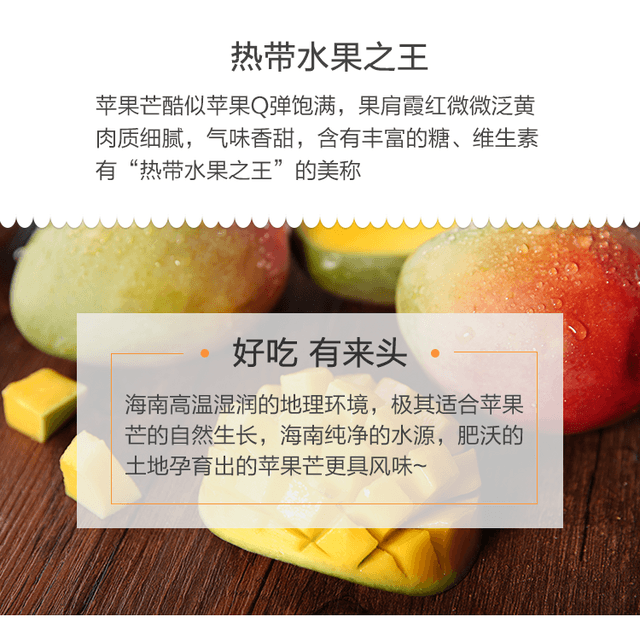 热带水果之王
苹果芒酷似苹果Q弹饱满，果肩霞红微微泛黄
肉质细腻，气味香甜，含有丰富的糖、维生素
有“热带水果之王”的美称
好吃 有来头
海南高温湿润的地理环境，极其适合苹果
芒的自然生长，海南纯净的水源，肥沃的
土地孕育出的苹果芒更具风味~